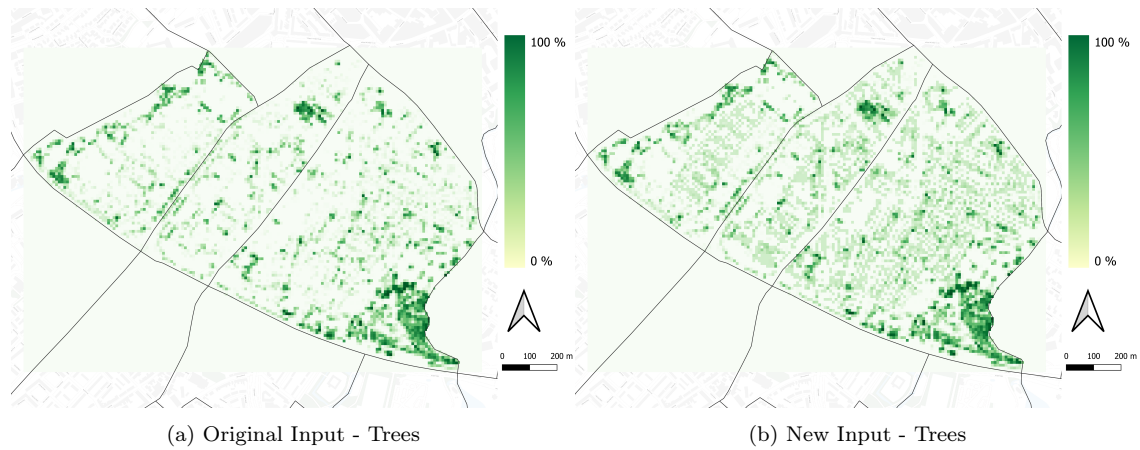 100 %
0 %
0 100 200 m
100 %
0 %
0 100 200 m
(a) Original Input - Trees
(b) New Input - Trees